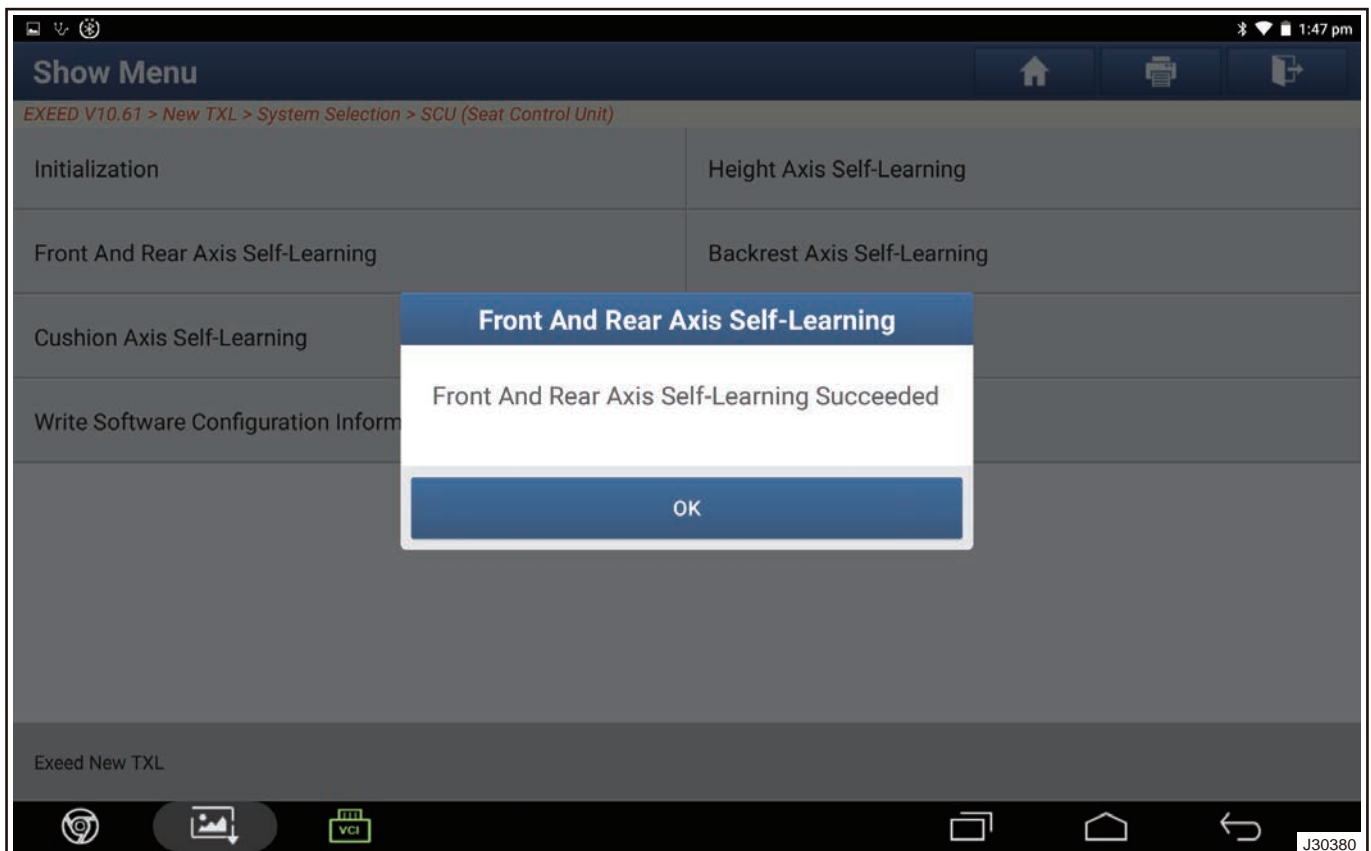 1:47 pm
Show Menu
EXEED V10.61 > New TXL > System Selection > SCU (Seat Control Unit)
Initialization
Height Axis Self-Learning
Front And Rear Axis Self-Learning
Backrest Axis Self-Learning
Front And Rear Axis Self-Learning
Cushion Axis Self-Learning
Front And Rear Axis Self-Learning Succeeded
Write Software Configuration Inform
OK
Exeed New TXL
VCI
J30380